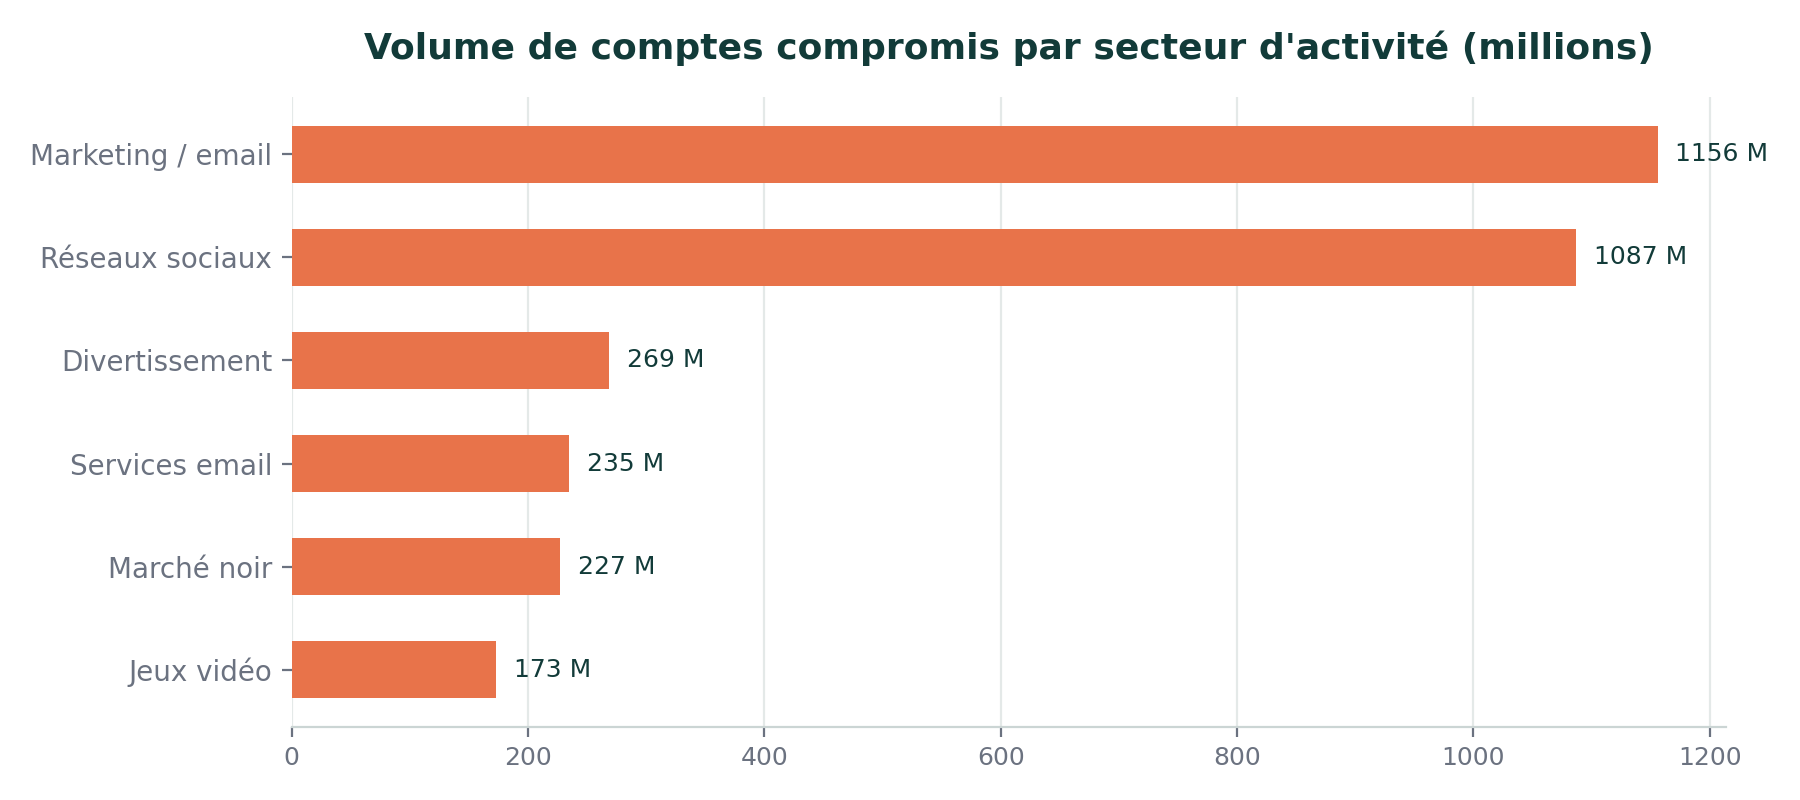 Volume de comptes compromis par secteur d'activité (millions)
Marketing / email 1156 M
Réseaux sociaux 1087 M
Divertissement 269 M
Services email 235 M
Marché noir 227 M
Jeux vidéo 173 M
0 200 400 600 800 1000 1200